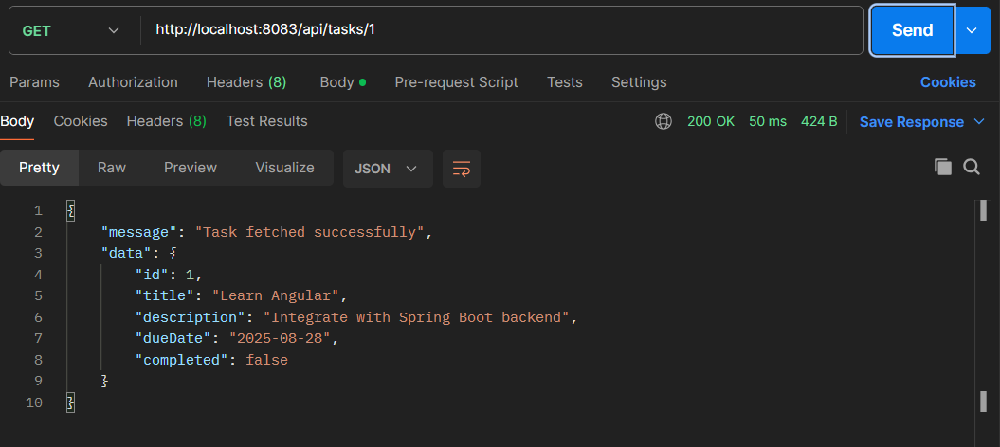 GET http://localhost:8083/api/tasks/1 Send
Params Authorization Headers (8) Body Pre-request Script Tests Settings Cookies
Body Cookies Headers (8) Test Results 200 OK 50 ms 424 B Save Response
Pretty Raw Preview Visualize JSON
1 {
2 "message": "Task fetched successfully",
3 "data": {
4 "id": 1,
5 "title": "Learn Angular",
6 "description": "Integrate with Spring Boot backend",
7 "dueDate": "2025-08-28",
8 "completed": false
9 }
10 }